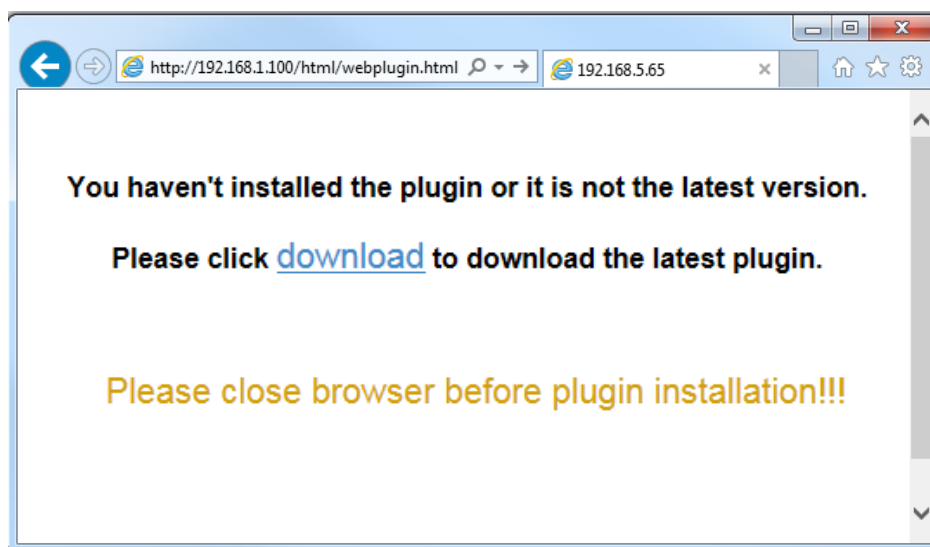 http://192.168.1.100/html/webplugin.html
192.168.5.65
You haven't installed the plugin or it is not the latest version.
Please click download to download the latest plugin.
Please close browser before plugin installation!!!